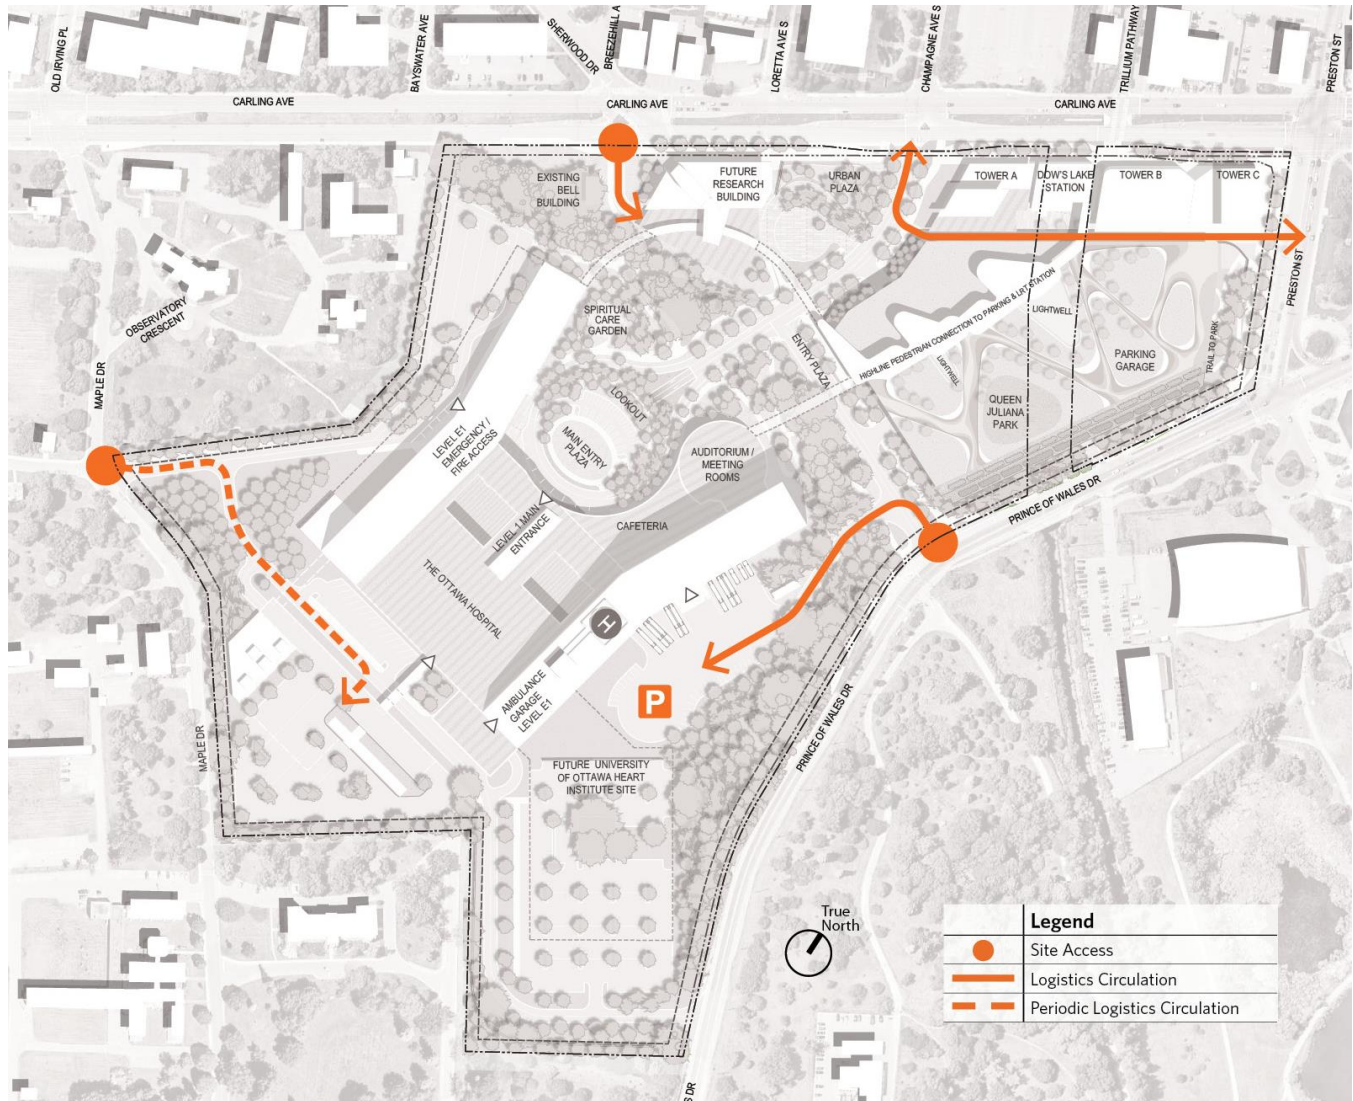 OLD IRVING PL
BAYSWATER AVE
SHERWOOD DR
BREEZEHILL A
LORETTA AVE S
CHAMPAGNE AVE S
TRILLIUM PATHWAY
PRESTON ST
CARLING AVE
CARLING AVE
CARLING AVE
EXISTING
BELL
BUILDING
FUTURE
RESEARCH
BUILDING
URBAN
PLAZA
TOWER A
DOW'S LAKE
STATION
TOWER B
TOWER C
PRESTON ST
OBSERVATORY
CRESCENT
MAPLE DR
SPIRITUAL
CARE
GARDEN
ENTRY PLAZA
HIGHLINE PEDESTRIAN CONNECTION TO PARKING & LRT STATION
LIGHTWELL
LIGHTWELL
PARKING
GARAGE
TRAIL TO PARK
QUEEN
JULIANA
PARK
LOOKOUT
MAIN ENTRY
PLAZA
LEVEL E1
EMERGENCY /
FIRE ACCESS
AUDITORIUM /
MEETING
ROOMS
LEVEL 1 MAIN
ENTRANCE
CAFETERIA
PRINCE OF WALES DR
THE OTTAWA HOSPITAL
H
AMBULANCE
GARAGE
LEVEL E1
P
MAPLE DR
PRINCE OF WALES DR
FUTURE UNIVERSITY
OF OTTAWA HEART
INSTITUTE SITE
True
North
Legend
Site Access
Logistics Circulation
Periodic Logistics Circulation
S DR